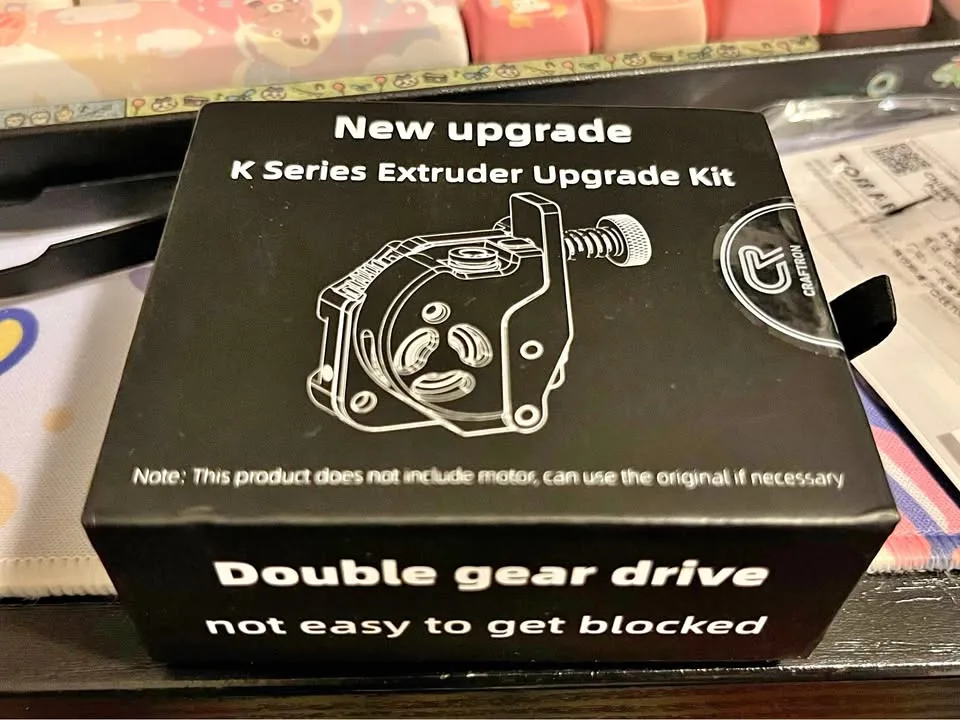 New upgrade
K Series Extruder Upgrade Kit
CR
CRAFTRON
Note: This product does not include motor, can use the original if necessary
Double gear drive
not easy to get blocked